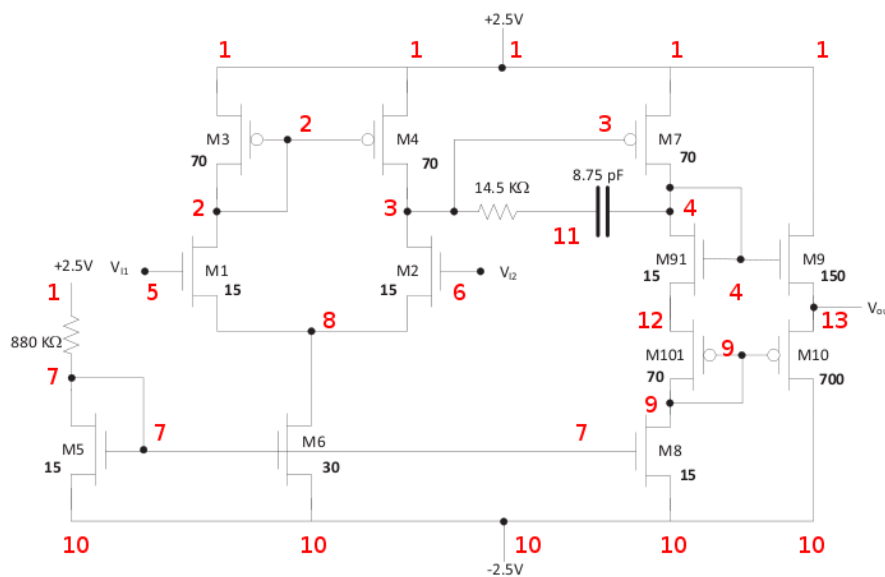 +2.5V
1 1 1 1 1
M3 2 M4 3 M7
70 70 70
14.5 KΩ 8.75 pF
2 3 11 4
+2.5V V_I1 M1 M2 V_I2 M91 M9
1 5 15 15 6 15 4 150
880 KΩ 8 12 13 V_ou
7 M101 9 M10
70 700
9
7 7
M5 M6 M8
15 30 15
10 10 10 10 10
-2.5V